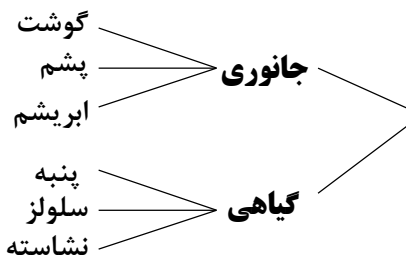 جانوری
گوشت
پشم
ابریشم
گیاهی
پنبه
سلولز
نشاسته